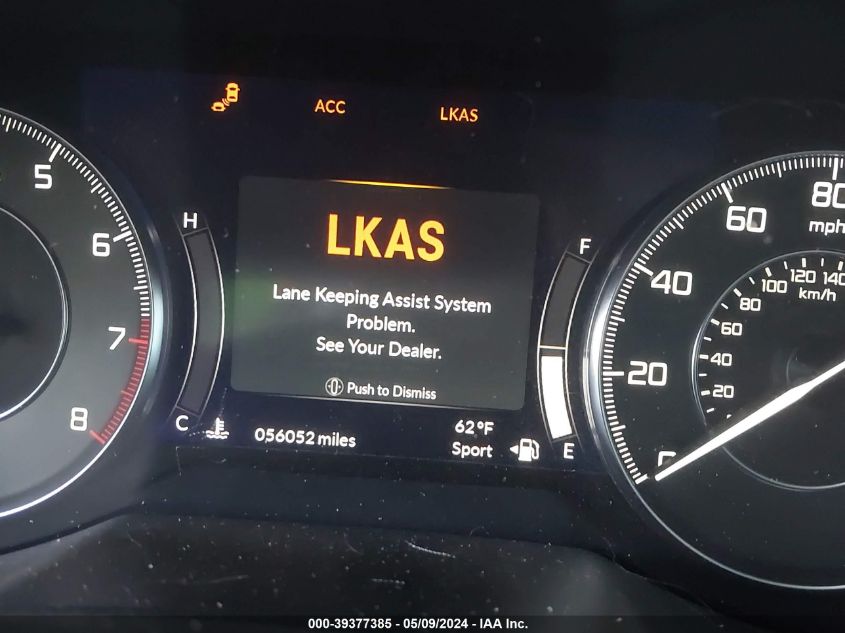 ACC
LKAS
5
6
7
8
H
C
LKAS
Lane Keeping Assist System
Problem.
See Your Dealer.
Push to Dismiss
056052 miles
62°F
Sport
F
E
20
40
60
80
mph
km/h
20
40
60
80
100
120
140
000-39377385 - 05/09/2024 - IAA Inc.